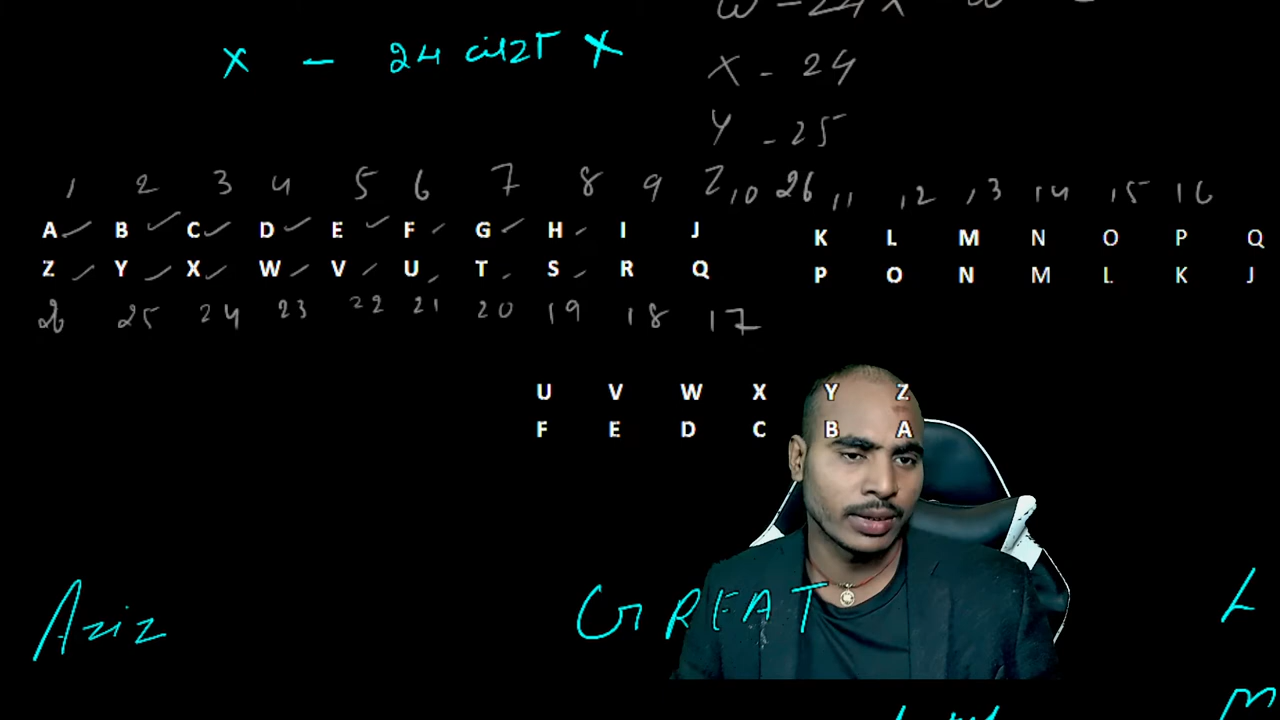 X - 24
X - 24
Y - 25
1 2 3 4 5 6 7 8 9 Z 10 26 11 12 13 14 15 16
A B C D E F G H I J K L M N O P Q
Z Y X W V U T S R Q P O N M L K J
26 25 24 23 22 21 20 19 18 17
U V W X Y Z
F E D C B A
Aziz GREAT